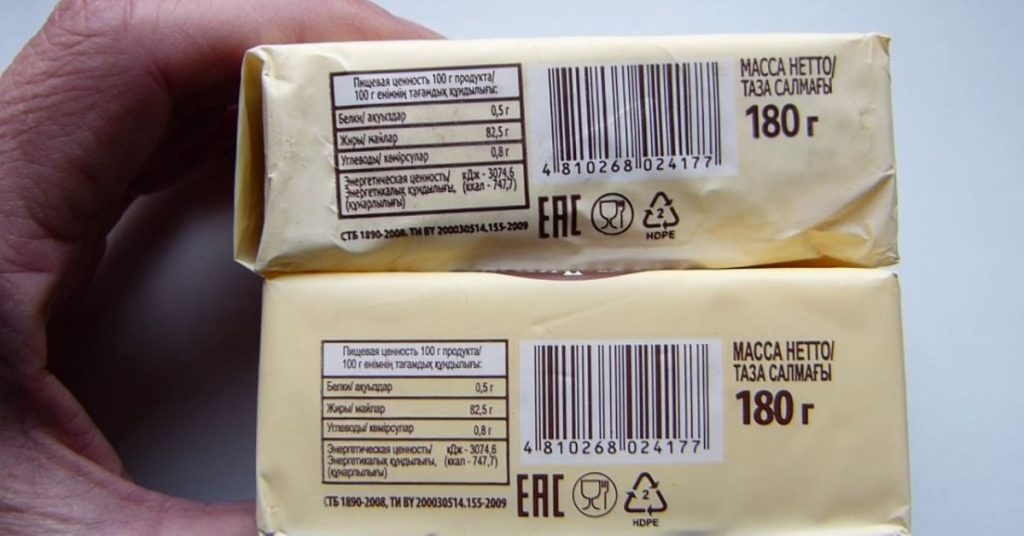 Пищевая ценность 100 г продукта/
100 г өнімнің тағамдық құндылығы:
Белки/ ақуыздар 0,5 г
Жиры/ майлар 82,5 г
Углеводы/ көмірсулар 0,8 г
Энергетическая ценность/ кДж - 3074,6
Энергетикалық құндылығы, (ккал - 747,7)
(құнарлылығы)
СТБ 1890-2008, ТИ BY 200030514.155-2009
4 810268 024177
EAC
2
HDPE
МАССА НЕТТО/
ТАЗА САЛМАҒЫ
180 г
Пищевая ценность 100 г продукта/
100 г өнімнің тағамдық құндылығы:
Белки/ ақуыздар 0,5 г
Жиры/ майлар 82,5 г
Углеводы/ көмірсулар 0,8 г
Энергетическая ценность/ кДж - 3074,6
Энергетикалық құндылығы, (ккал - 747,7)
(құнарлылығы)
СТБ 1890-2008, ТИ BY 200030514.155-2009
4 810268 024177
EAC
2
HDPE
МАССА НЕТТО/
ТАЗА САЛМАҒЫ
180 г